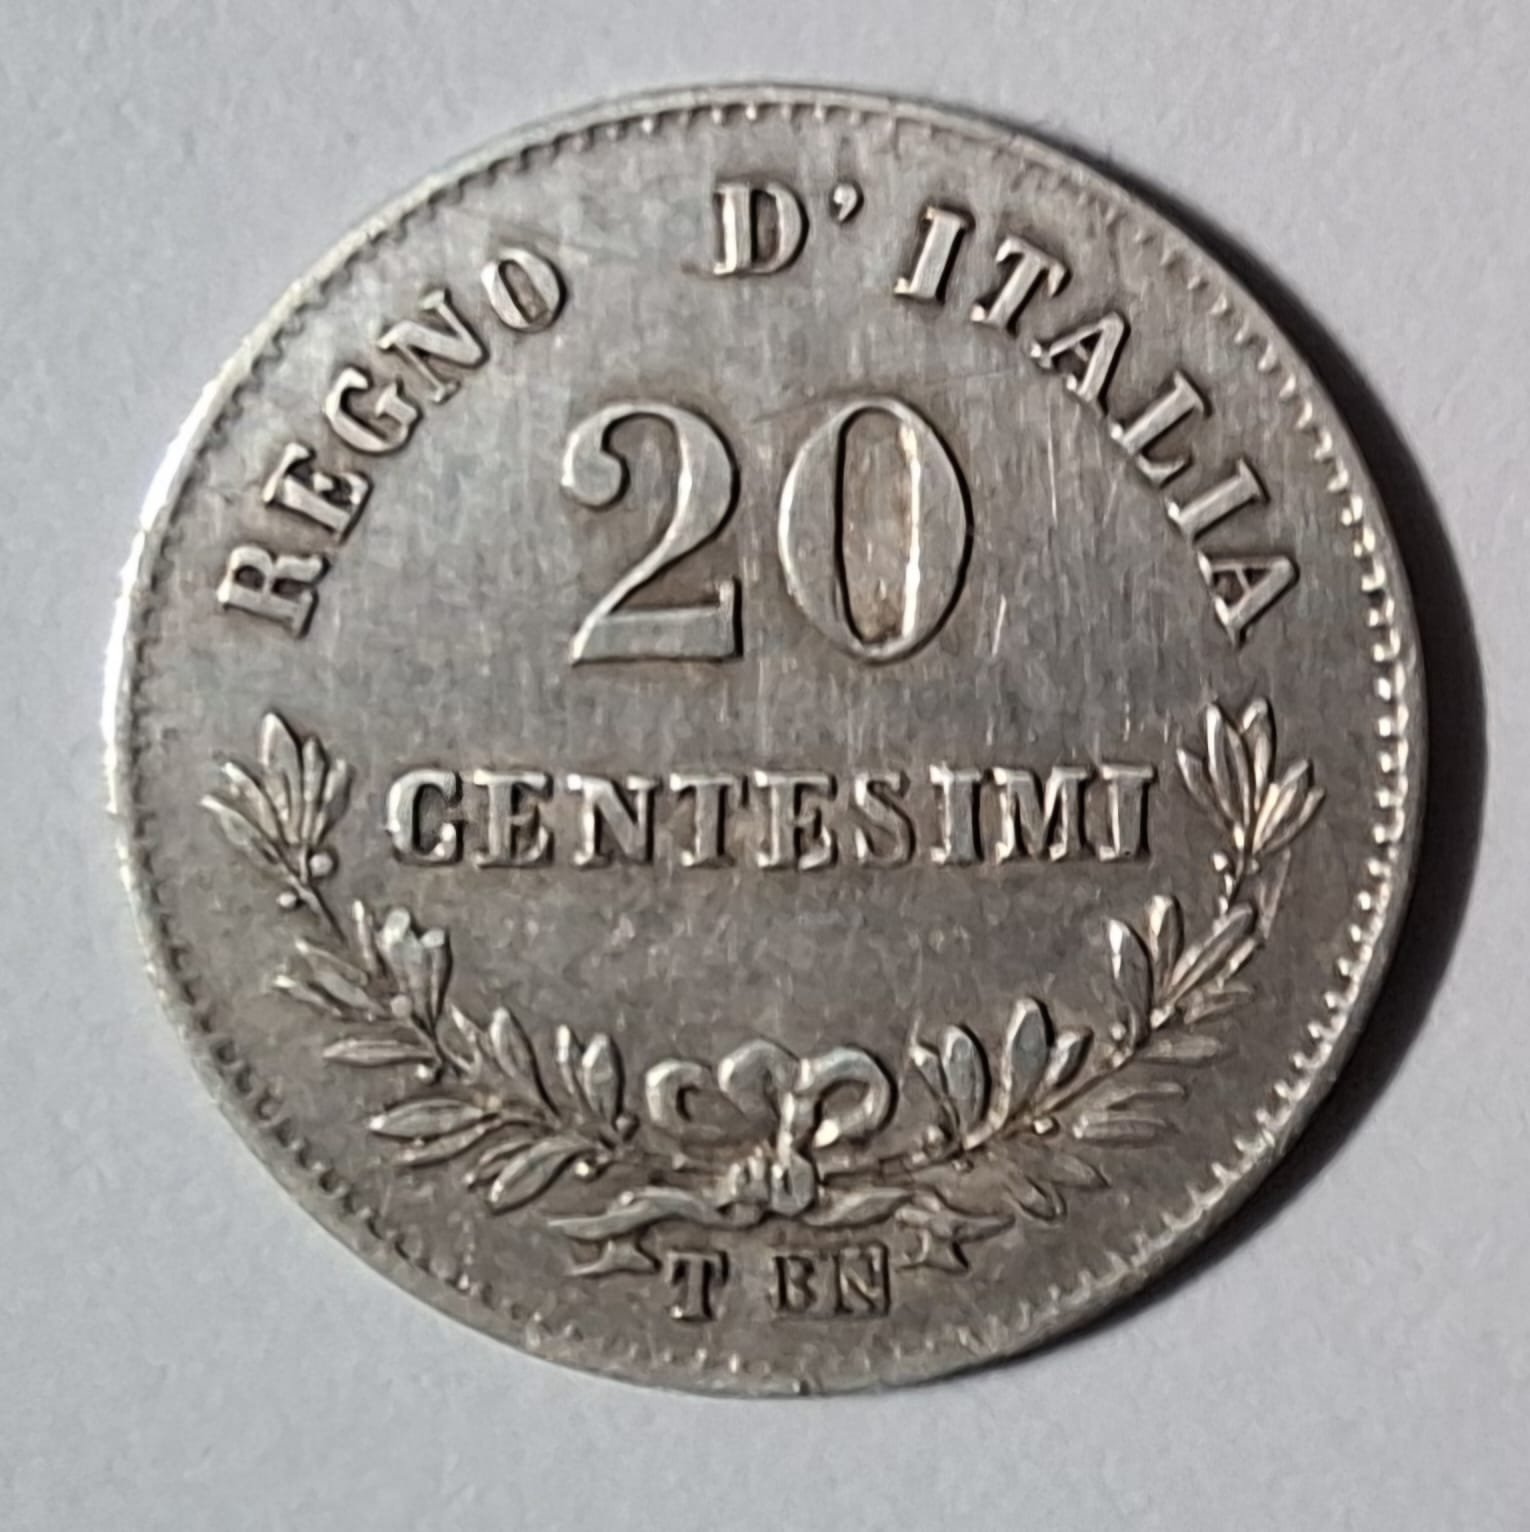 REGNO D'ITALIA
20
CENTESIMI
T BN